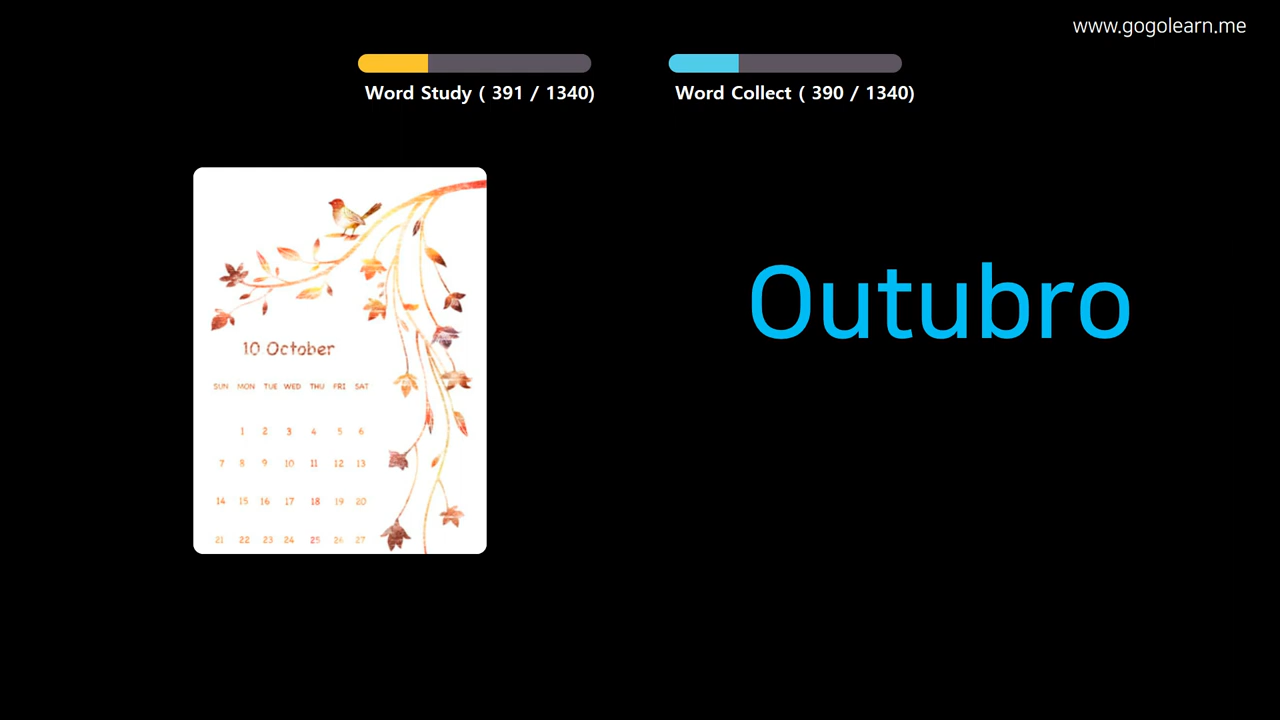 www.gogolearn.me
Word Study ( 391 / 1340)
Word Collect ( 390 / 1340)
Outubro
10 October
SUN MON TUE WED THU FRI SAT
1 2 3 4 5 6
7 8 9 10 11 12 13
14 15 16 17 18 19 20
21 22 23 24 25 26 27